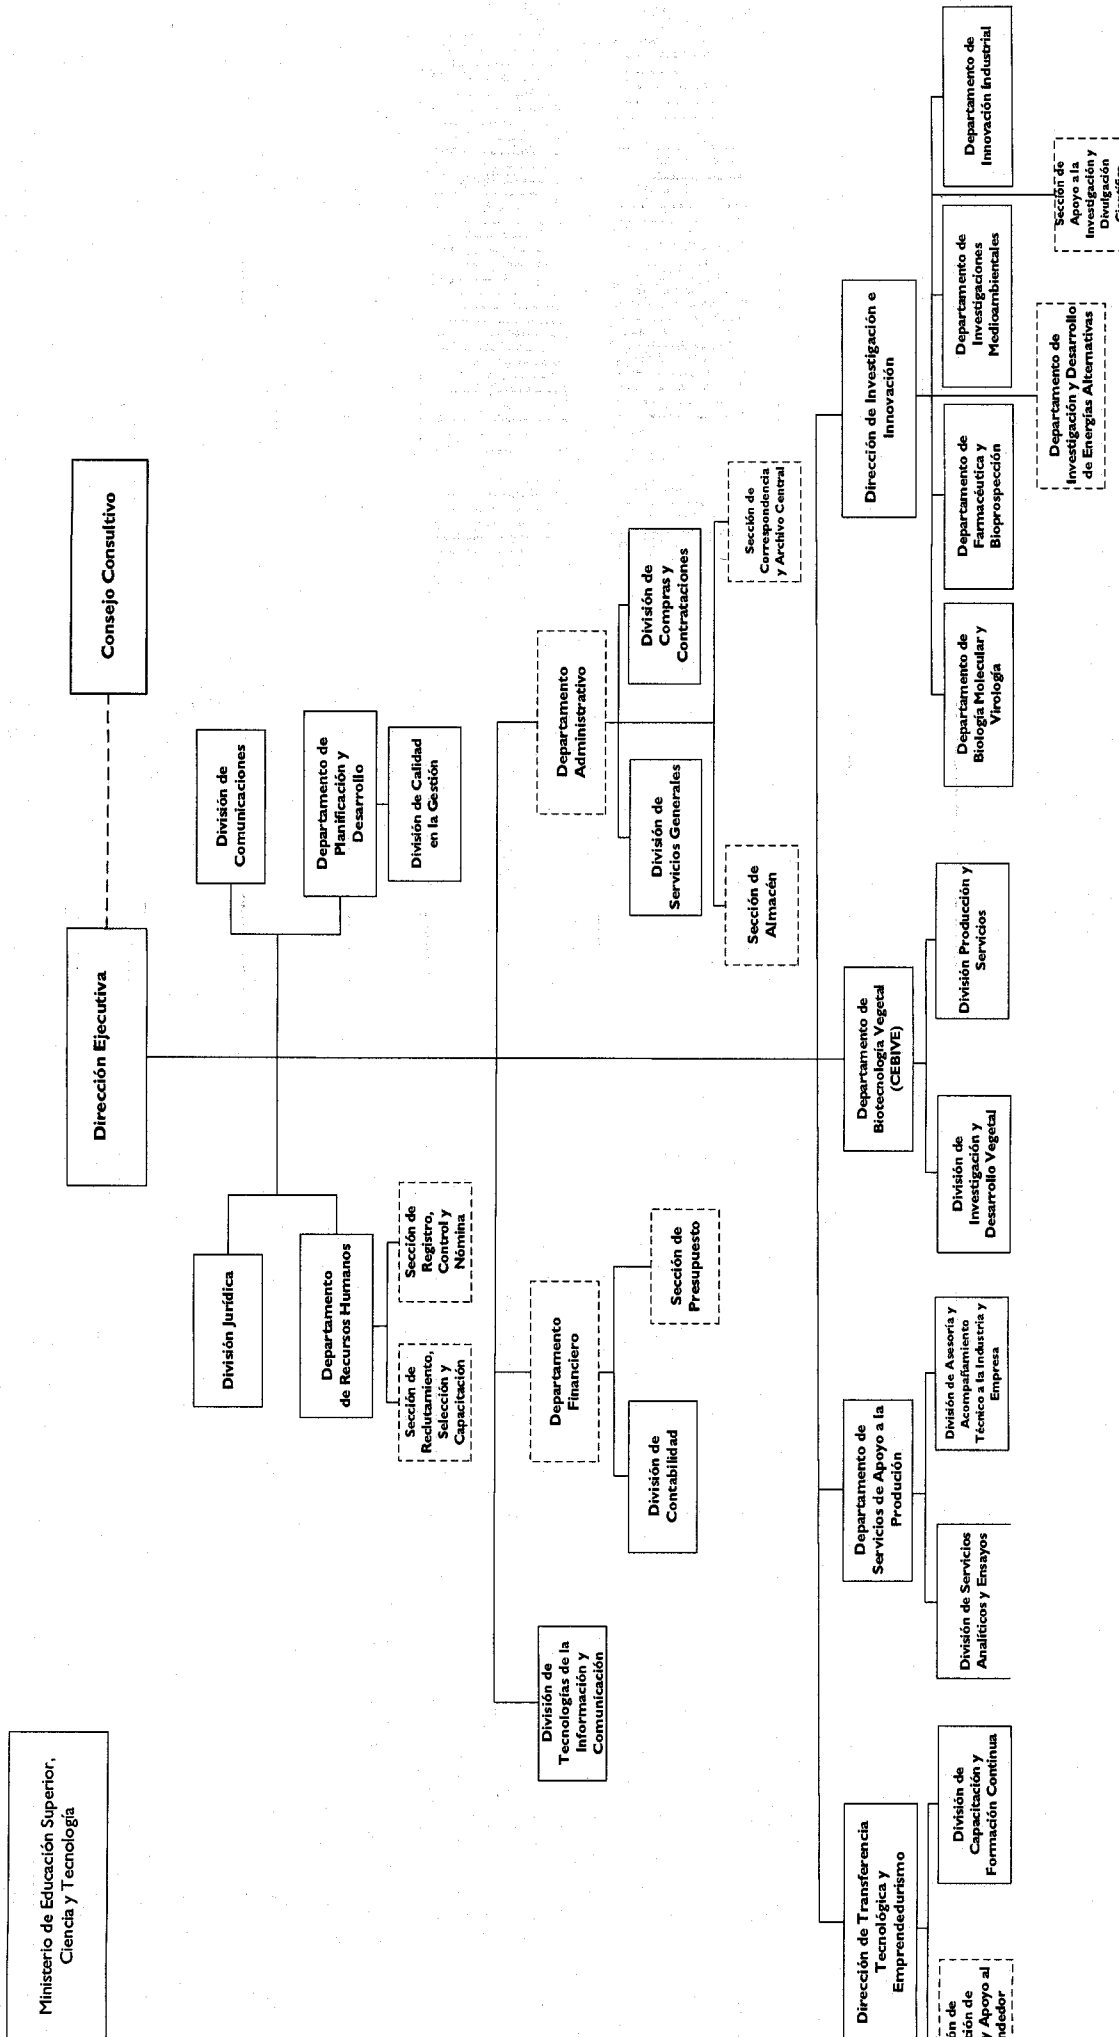 Ministerio de Educación Superior,
Ciencia y Tecnología
Dirección Ejecutiva
Consejo Consultivo
División Jurídica
División de
Comunicaciones
Departamento
de Recursos Humanos
Departamento de
Planificación y
Desarrollo
Sección de
Reclutamiento,
Selección y
Capacitación
Sección de
Registro,
Control y
Nómina
División de Calidad
en la Gestión
División de
Tecnologías de la
Información y
Comunicación
Departamento
Financiero
Departamento
Administrativo
División de
Contabilidad
Sección de
Presupuesto
División de
Servicios Generales
División de
Compras y
Contrataciones
Sección de
Almacén
Sección de
Correspondencia
y Archivo Central
Dirección de Transferencia
Tecnológica y
Emprendedurismo
Departamento de
Servicios de Apoyo a la
Produción
Departamento de
Biotecnología Vegetal
(CEBIVE)
Dirección de Investigación e
Innovación
de
de
y Apoyo al
División de
Capacitación y
Formación Continua
División de Servicios
Analíticos y Ensayos
División de Asesoría y
Acompañamiento
Técnico a la Industria y
Empresa
División de
Investigación y
Desarrollo Vegetal
División Producción y
Servicios
Departamento de
Biología Molecular y
Virología
Departamento de
Farmacéutica y
Bioprospección
Departamento de
Investigaciones
Medioambientales
Departamento de
Innovación Industrial
Departamento de
Investigación y Desarrollo
de Energías Alternativas
Sección de
Apoyo a la
Investigación y
Divulgación